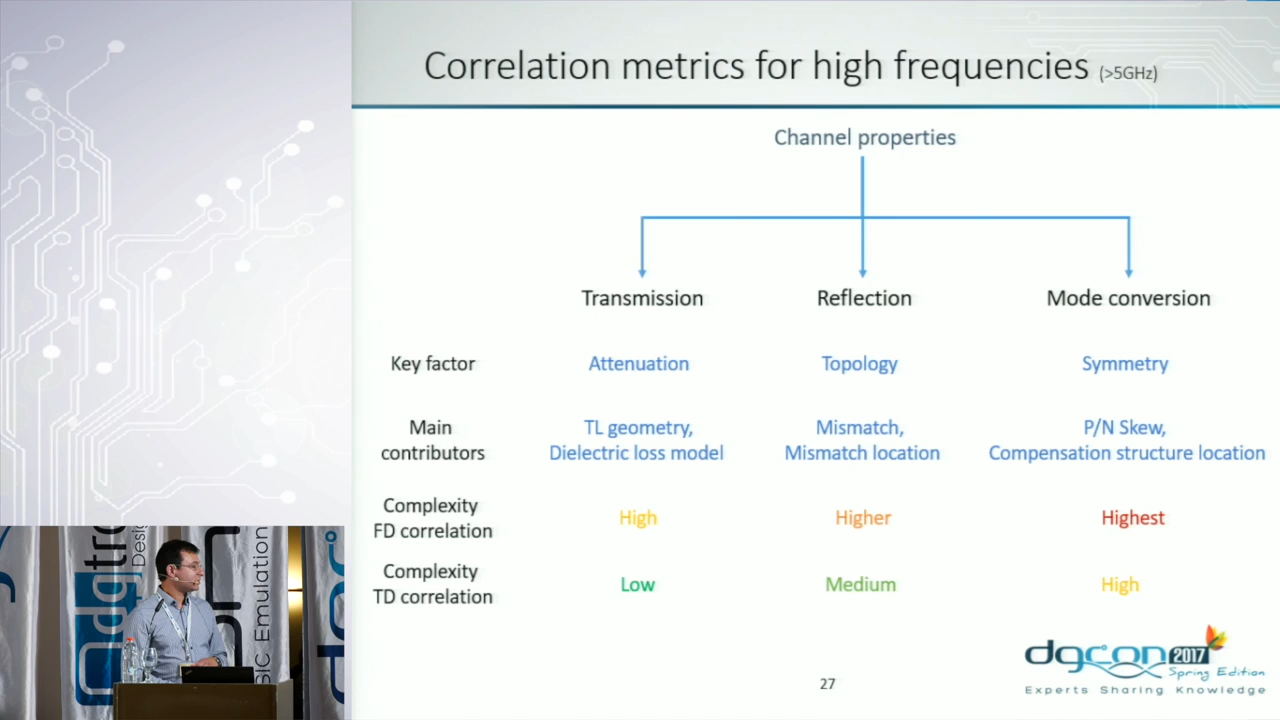 Correlation metrics for high frequencies (>5GHz)
Channel properties
Transmission Reflection Mode conversion
Key factor Attenuation Topology Symmetry
Main contributors TL geometry, Dielectric loss model Mismatch, Mismatch location P/N Skew, Compensation structure location
Complexity FD correlation High Higher Highest
Complexity TD correlation Low Medium High
dgcon 2017
Spring Edition
Experts Sharing Knowledge
27
Emulation